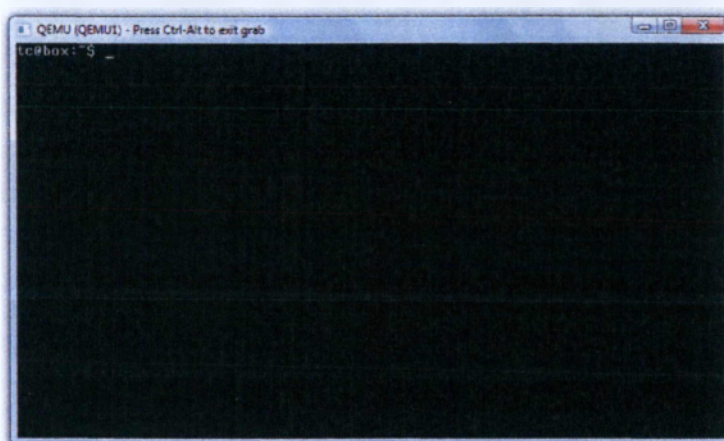 QEMU (QEMU1) - Press Ctrl-Alt to exit grab
tc@box:~$ _